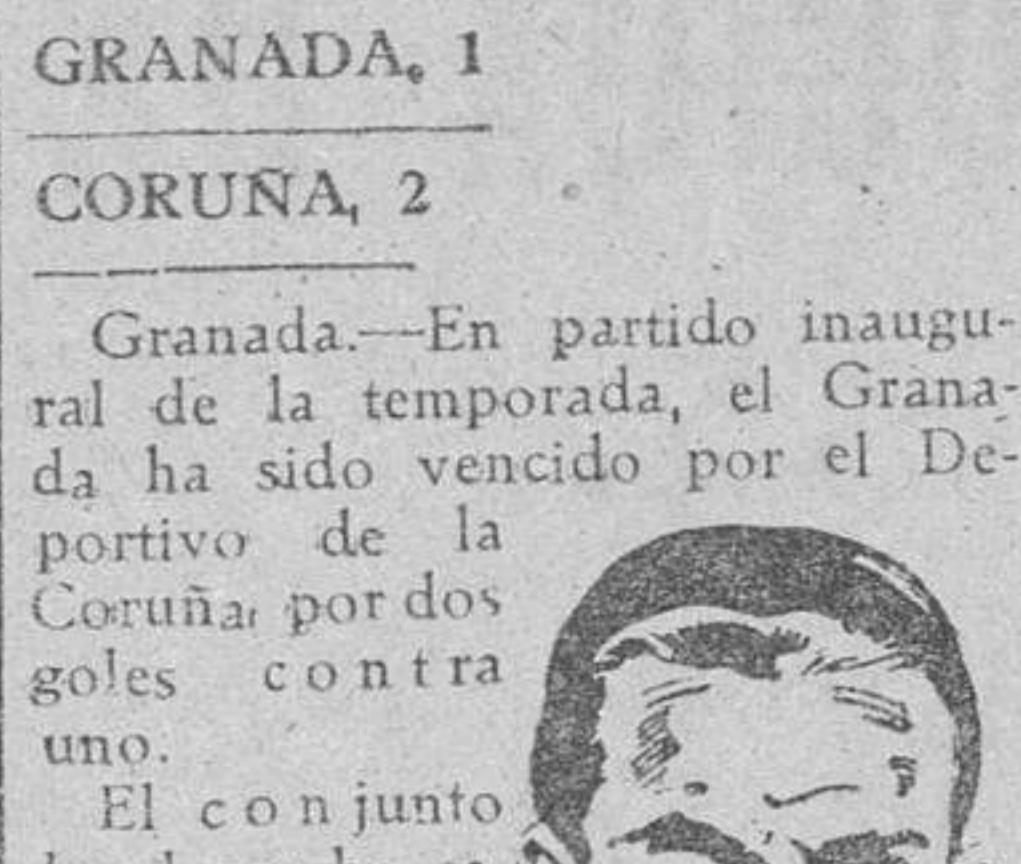 GRANADA, 1
CORUÑA, 2
Granada.—En partido inaugu-
ral de la temporada, el Grana-
da ha sido vencido por el De-
portivo de la
Coruña, por dos
goles contra
uno.
El conjunto